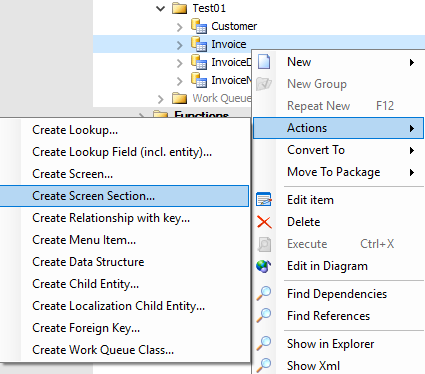 Test01
Customer
Invoice
InvoiceD
InvoiceN
Work Queue
Functions
New
New Group
Repeat New F12
Actions
Convert To
Move To Package
Edit item
Delete
Execute Ctrl+X
Edit in Diagram
Find Dependencies
Find References
Show in Explorer
Show Xml
Create Lookup...
Create Lookup Field (incl. entity)...
Create Screen...
Create Screen Section...
Create Relationship with key...
Create Menu Item...
Create Data Structure
Create Child Entity...
Create Localization Child Entity...
Create Foreign Key...
Create Work Queue Class...